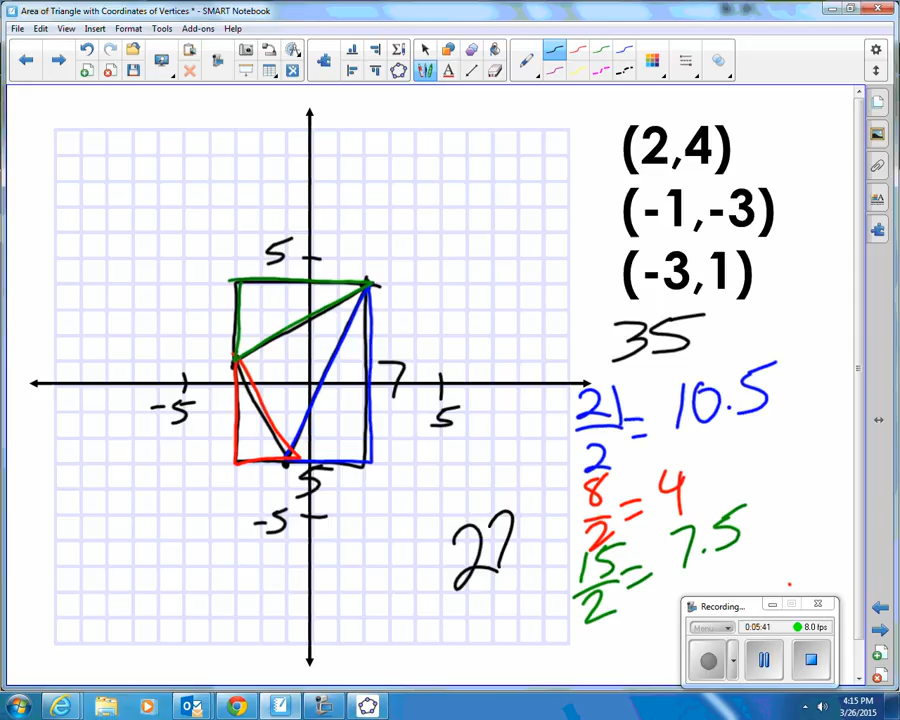 Area of Triangle with Coordinates of Vertices * - SMART Notebook
File Edit View Insert Format Tools Add-ons Help
(2,4)
(-1,-3)
(-3,1)
35
5
-5
7
5
5
-5
21/2 = 10.5
8/2 = 4
15/2 = 7.5
22
Recording...
Menu
0:05:41
8.0 fps
4:15 PM
3/26/2015